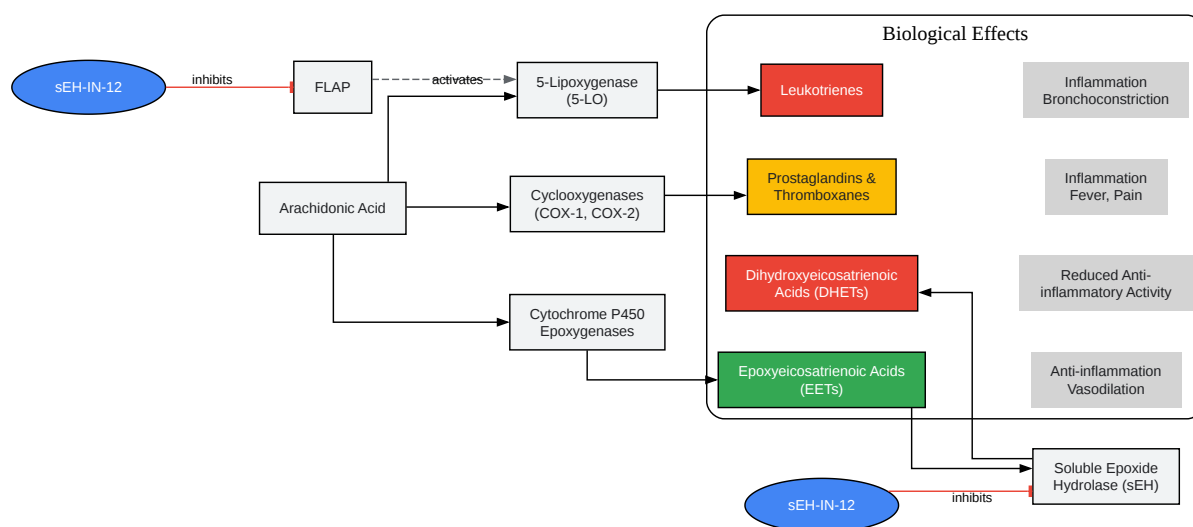 Biological Effects
sEH-IN-12
inhibits
FLAP
activates
5-Lipoxygenase
(5-LO)
Leukotrienes
Inflammation
Bronchoconstriction
Arachidonic Acid
Cyclooxygenases
(COX-1, COX-2)
Prostaglandins &
Thromboxanes
Inflammation
Fever, Pain
Dihydroxyeicosatrienoic
Acids (DHETs)
Reduced Anti-
inflammatory Activity
Cytochrome P450
Epoxygenases
Epoxyeicosatrienoic Acids
(EETs)
Anti-inflammation
Vasodilation
Soluble Epoxide
Hydrolase (sEH)
sEH-IN-12
inhibits